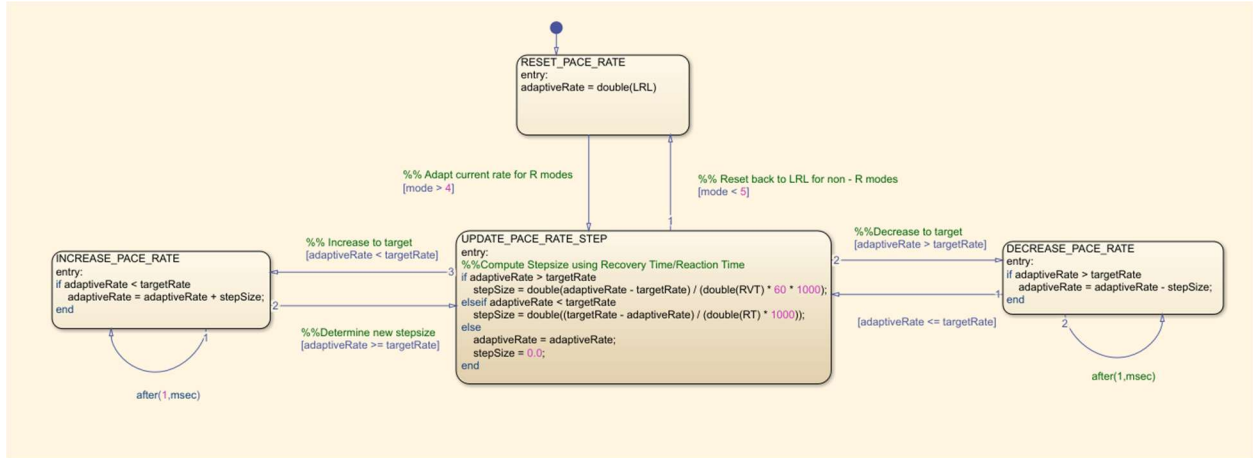 RESET_PACE_RATE
entry:
adaptiveRate = double(LRL)
%% Adapt current rate for R modes
[mode > 4]
%% Reset back to LRL for non - R modes
[mode < 5]
1
%% Increase to target
[adaptiveRate < targetRate]
3
INCREASE_PACE_RATE
entry:
if adaptiveRate < targetRate
adaptiveRate = adaptiveRate + stepSize;
end
2
%%Determine new stepsize
[adaptiveRate >= targetRate]
1
after(1,msec)
UPDATE_PACE_RATE_STEP
entry:
%%Compute Stepsize using Recovery Time/Reaction Time
if adaptiveRate > targetRate
stepSize = double(adaptiveRate - targetRate) / (double(RVT) * 60 * 1000);
elseif adaptiveRate < targetRate
stepSize = double((targetRate - adaptiveRate) / (double(RT) * 1000));
else
adaptiveRate = adaptiveRate;
stepSize = 0.0;
end
%%Decrease to target
[adaptiveRate > targetRate]
2
DECREASE_PACE_RATE
entry:
if adaptiveRate > targetRate
adaptiveRate = adaptiveRate - stepSize;
end
1
[adaptiveRate <= targetRate]
2
after(1,msec)